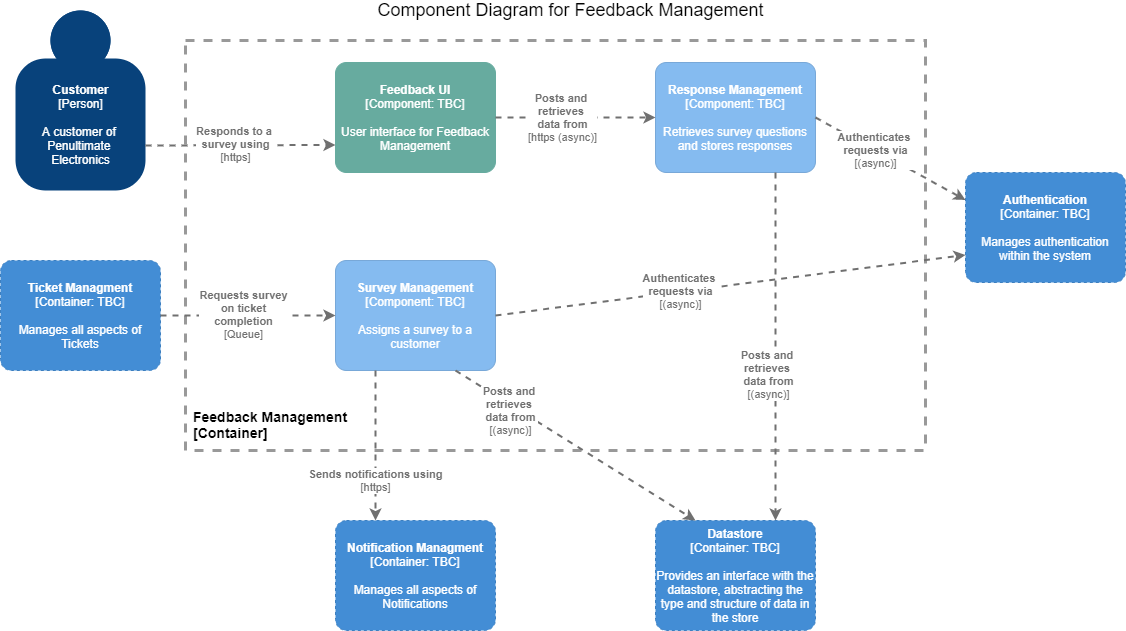 Component Diagram for Feedback Management
Customer
[Person]
A customer of
Penultimate
Electronics
Responds to a
survey using
[https]
Feedback UI
[Component: TBC]
User interface for Feedback
Management
Posts and
retrieves
data from
[https (async)]
Response Management
[Component: TBC]
Retrieves survey questions
and stores responses
Authenticates
requests via
[(async)]
Authentication
[Container: TBC]
Manages authentication
within the system
Ticket Managment
[Container: TBC]
Manages all aspects of
Tickets
Requests survey
on ticket
completion
[Queue]
Survey Management
[Component: TBC]
Assigns a survey to a
customer
Authenticates
requests via
[(async)]
Posts and
retrieves
data from
[(async)]
Posts and
retrieves
data from
[(async)]
Feedback Management
[Container]
Sends notifications using
[https]
Notification Managment
[Container: TBC]
Manages all aspects of
Notifications
Datastore
[Container: TBC]
Provides an interface with the
datastore, abstracting the
type and structure of data in
the store